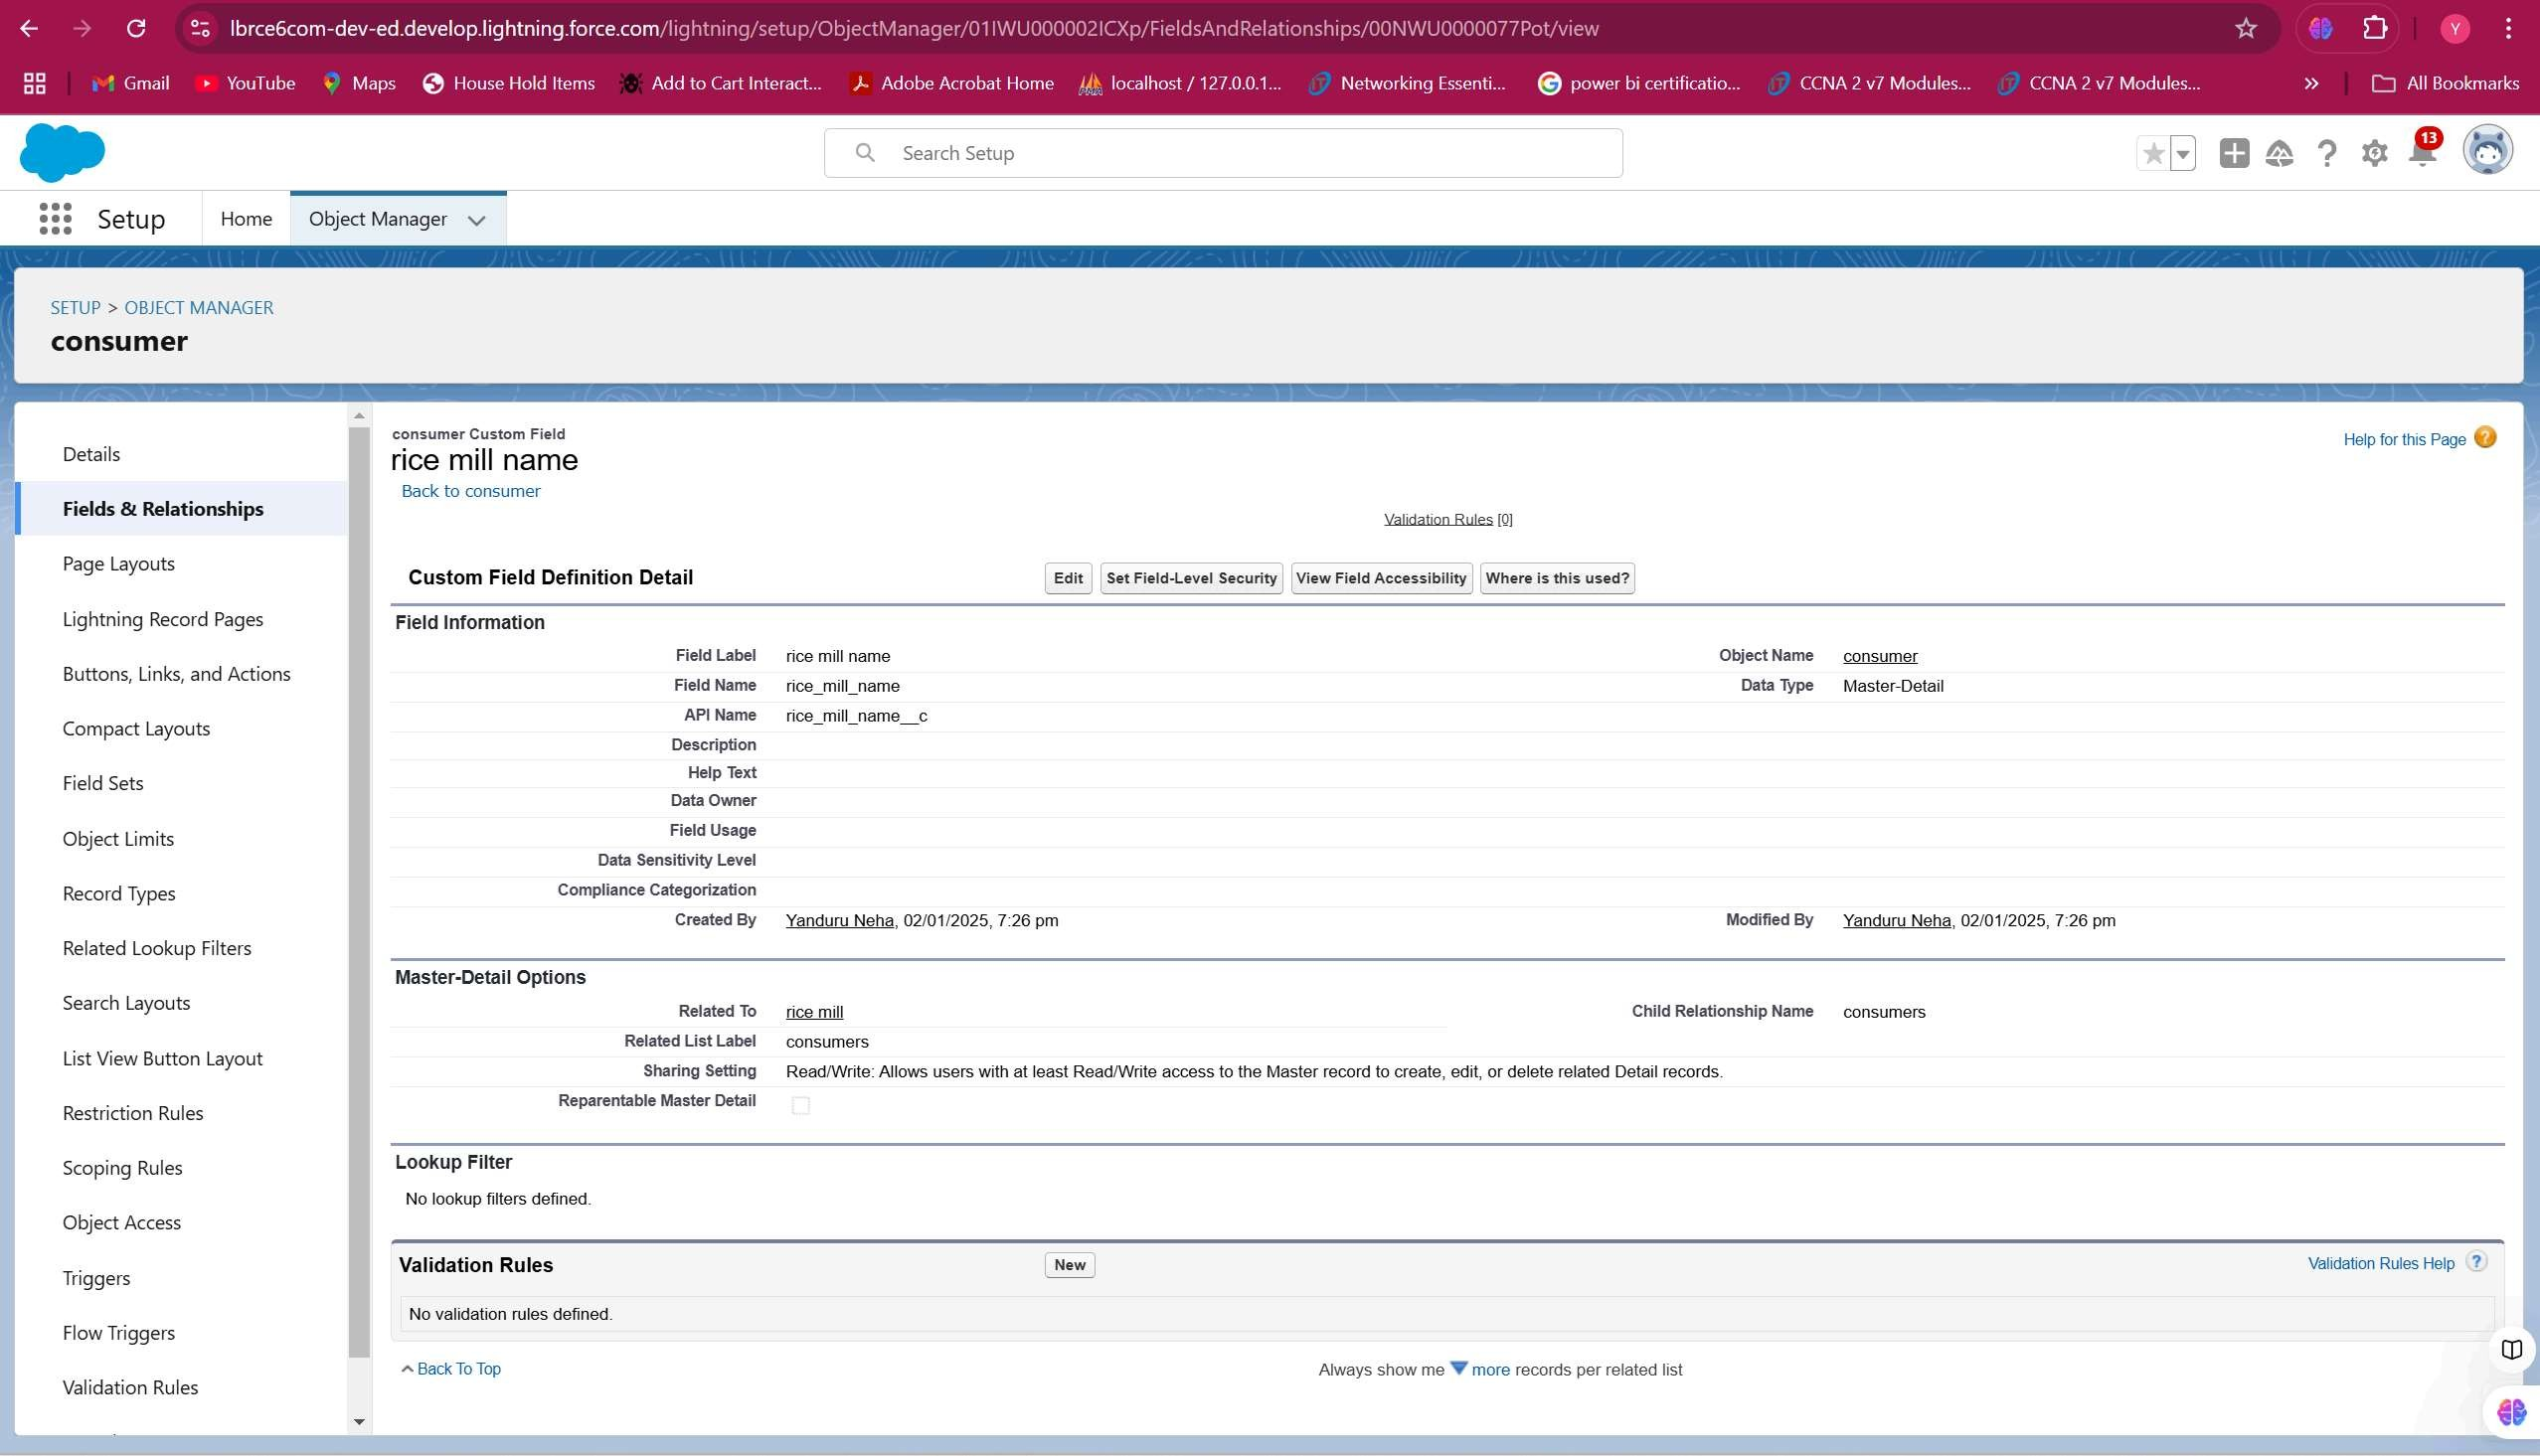 lbrce6com-dev-ed.develop.lightning.force.com/lightning/setup/ObjectManager/01IWU000002ICXp/FieldsAndRelationships/00NWU0000077Pot/view
Y
Gmail YouTube Maps House Hold Items Add to Cart Interact... Adobe Acrobat Home localhost / 127.0.0.1... Networking Essenti... power bi certificatio... CCNA 2 v7 Modules... CCNA 2 v7 Modules... » All Bookmarks
Search Setup
13
Setup Home Object Manager
SETUP > OBJECT MANAGER
consumer
Details
Fields & Relationships
Page Layouts
Lightning Record Pages
Buttons, Links, and Actions
Compact Layouts
Field Sets
Object Limits
Record Types
Related Lookup Filters
Search Layouts
List View Button Layout
Restriction Rules
Scoping Rules
Object Access
Triggers
Flow Triggers
Validation Rules
consumer Custom Field
rice mill name
Back to consumer
Help for this Page ?
Validation Rules [0]
Custom Field Definition Detail Edit Set Field-Level Security View Field Accessibility Where is this used?
Field Information
Field Label rice mill name Object Name consumer
Field Name rice_mill_name Data Type Master-Detail
API Name rice_mill_name__c
Description
Help Text
Data Owner
Field Usage
Data Sensitivity Level
Compliance Categorization
Created By Yanduru Neha, 02/01/2025, 7:26 pm Modified By Yanduru Neha, 02/01/2025, 7:26 pm
Master-Detail Options
Related To rice mill Child Relationship Name consumers
Related List Label consumers
Sharing Setting Read/Write: Allows users with at least Read/Write access to the Master record to create, edit, or delete related Detail records.
Reparentable Master Detail
Lookup Filter
No lookup filters defined.
Validation Rules New Validation Rules Help ?
No validation rules defined.
Back To Top Always show me more records per related list